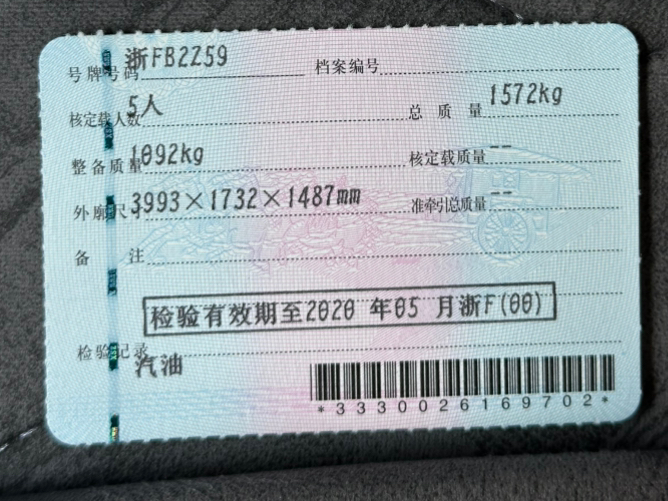 号牌号码 浙FB2Z59 档案编号
核定载人数 5人 总质量 1572kg
整备质量 1092kg 核定载质量 --
外廓尺寸 3993×1732×1487mm 准牵引总质量 --
备注
检验有效期至2020 年05 月浙F(00)
检验记录
汽油
*3330026169702*